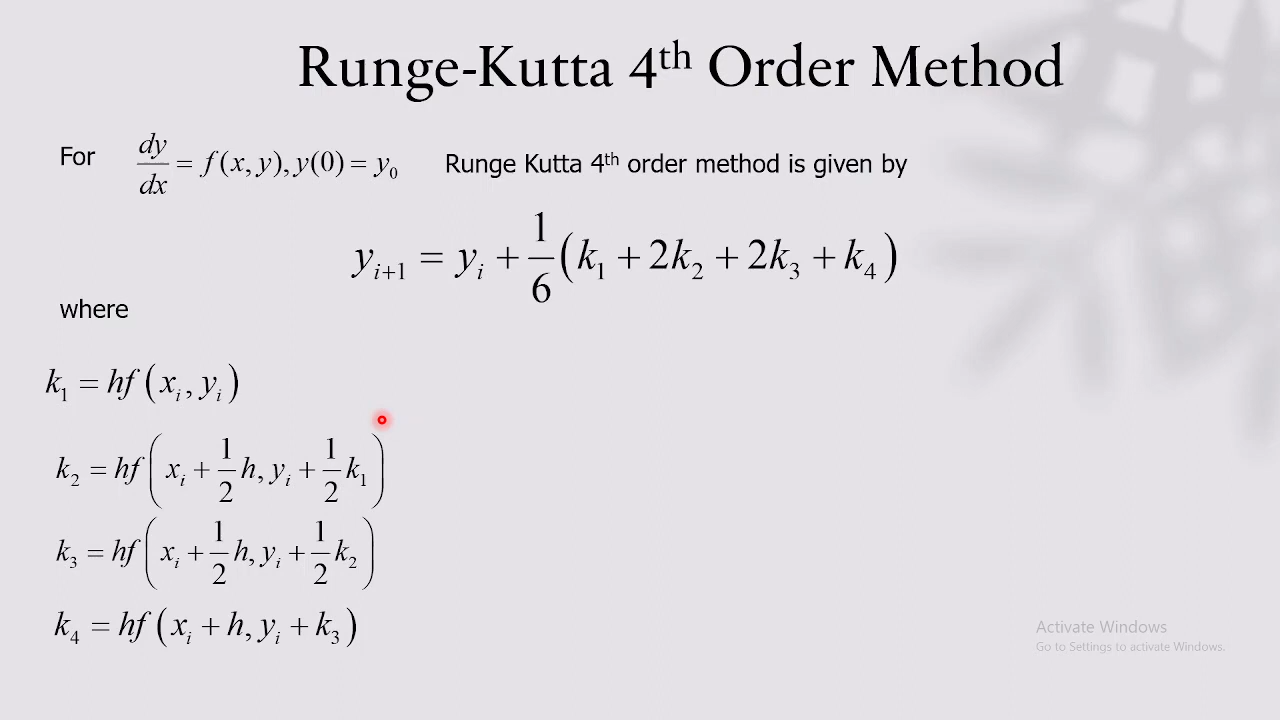 Runge-Kutta 4th Order Method
For dy/dx = f(x, y), y(0) = y₀ Runge Kutta 4th order method is given by
yᵢ₊₁ = yᵢ + 1/6 (k₁ + 2k₂ + 2k₃ + k₄)
where
k₁ = hf(xᵢ, yᵢ)
k₂ = hf(xᵢ + 1/2 h, yᵢ + 1/2 k₁)
k₃ = hf(xᵢ + 1/2 h, yᵢ + 1/2 k₂)
k₄ = hf(xᵢ + h, yᵢ + k₃)
Activate Windows
Go to Settings to activate Windows.